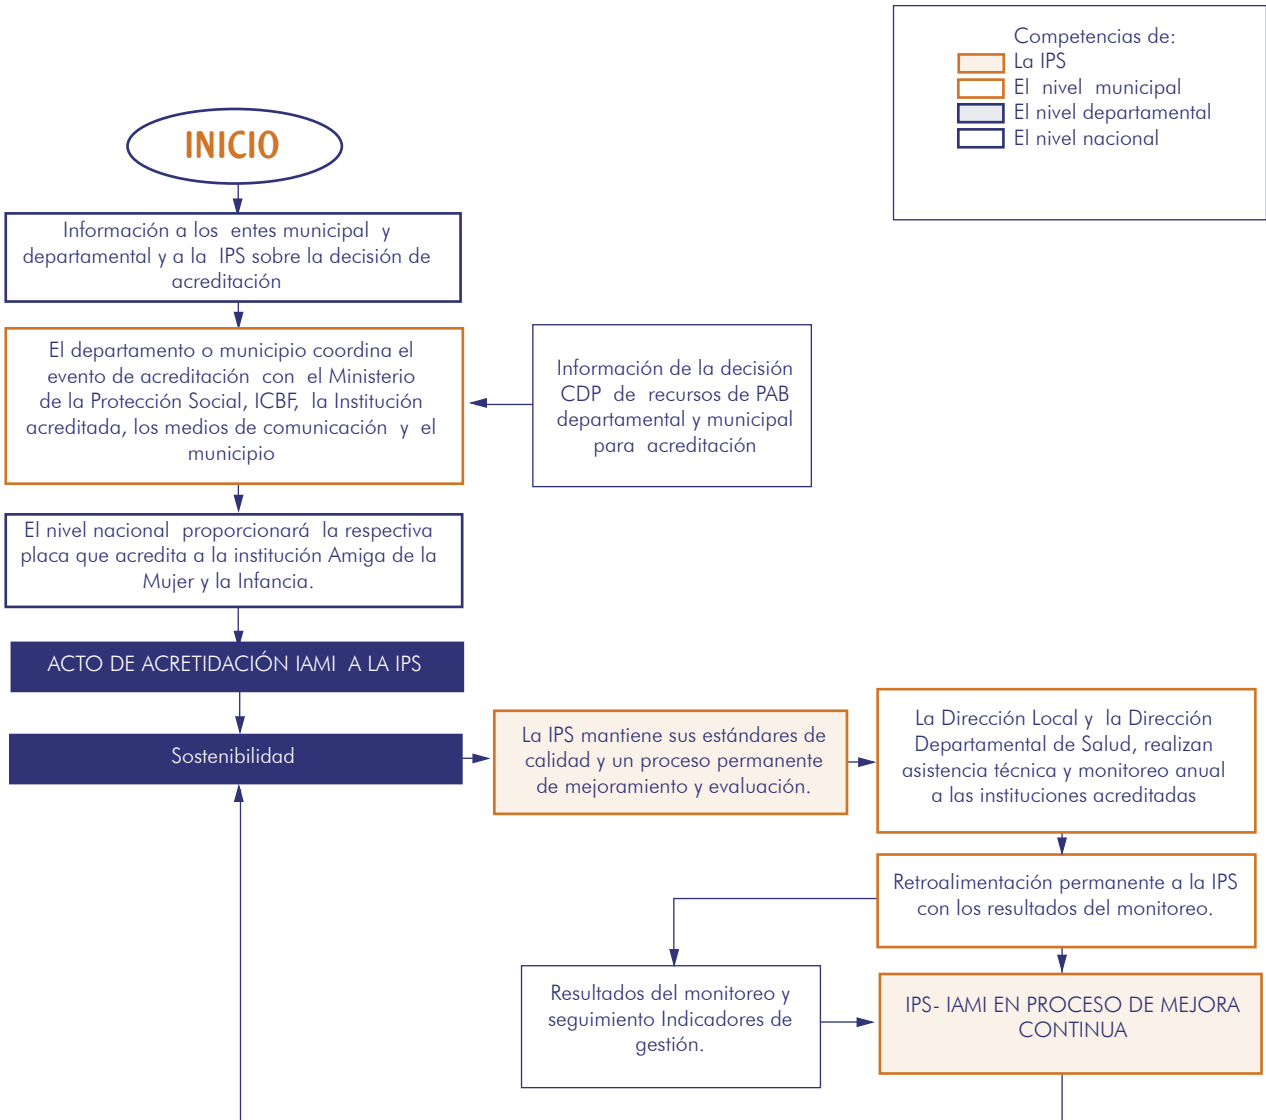 Competencias de:
La IPS
El nivel municipal
El nivel departamental
El nivel nacional
INICIO
Información a los entes municipal y
departamental y a la IPS sobre la decisión de
acreditación
El departamento o municipio coordina el
evento de acreditación con el Ministerio
de la Protección Social, ICBF, la Institución
acreditada, los medios de comunicación y el
municipio
Información de la decisión
CDP de recursos de PAB
departamental y municipal
para acreditación
El nivel nacional proporcionará la respectiva
placa que acredita a la institución Amiga de la
Mujer y la Infancia.
ACTO DE ACRETIDACIÓN IAMI A LA IPS
Sostenibilidad
La IPS mantiene sus estándares de
calidad y un proceso permanente
de mejoramiento y evaluación.
La Dirección Local y la Dirección
Departamental de Salud, realizan
asistencia técnica y monitoreo anual
a las instituciones acreditadas
Retroalimentación permanente a la IPS
con los resultados del monitoreo.
Resultados del monitoreo y
seguimiento Indicadores de
gestión.
IPS- IAMI EN PROCESO DE MEJORA
CONTINUA